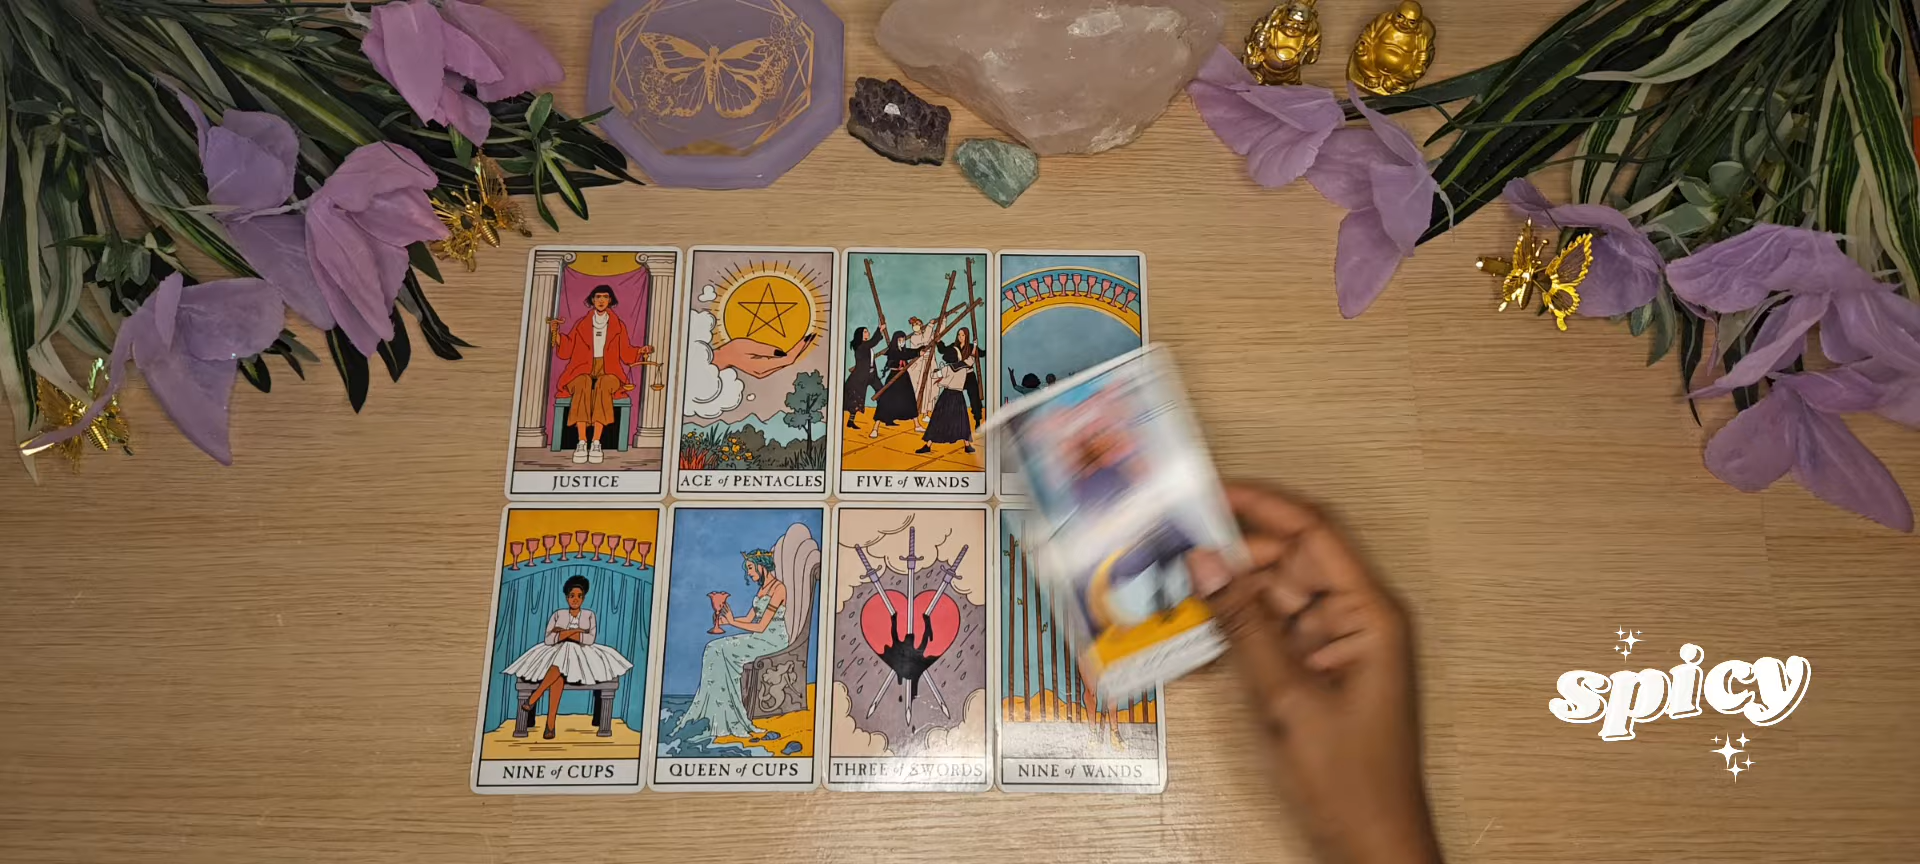 II
JUSTICE
ACE of PENTACLES
FIVE of WANDS
NINE of CUPS
QUEEN of CUPS
THREE of SWORDS
NINE of WANDS
spicy